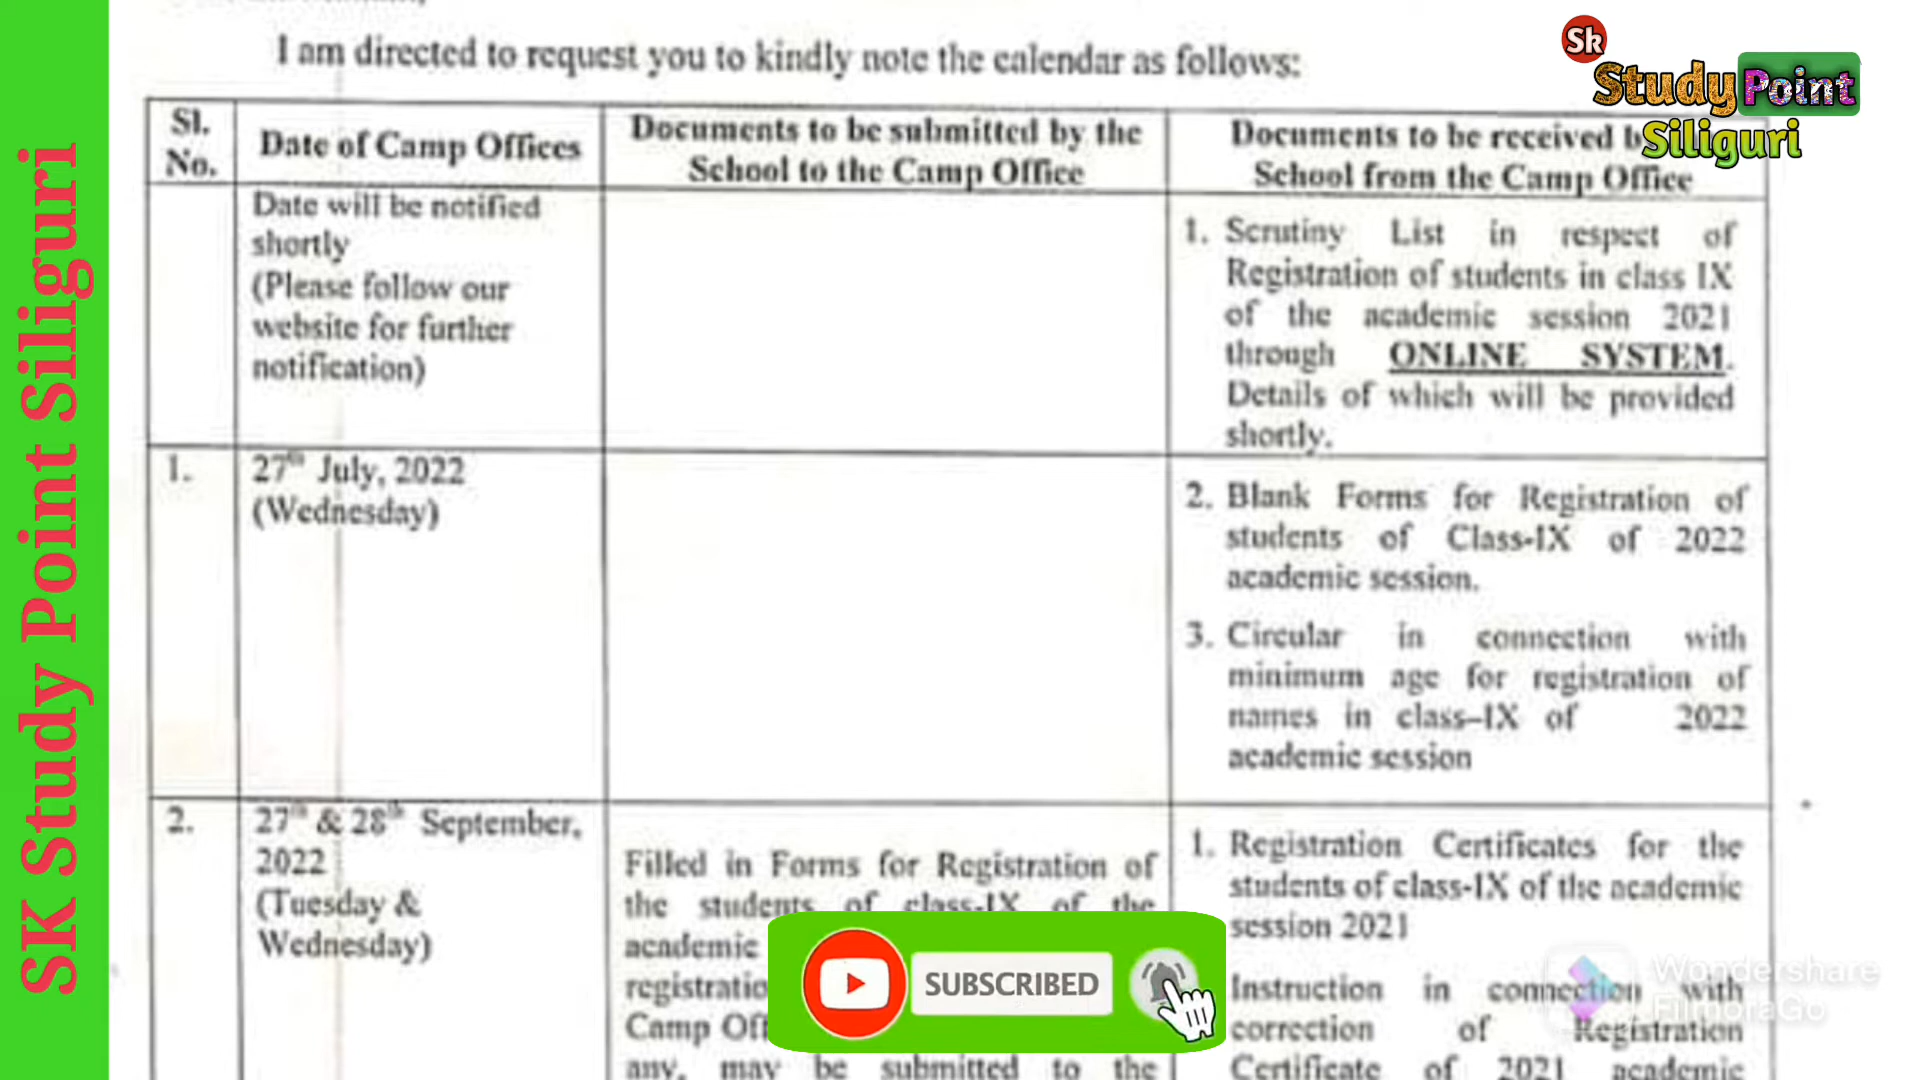 I am directed to request you to kindly note the calendar as follows:
Sk
Study Point
Siliguri
SK Study Point Siliguri
Sl.
No.
Date of Camp Offices
Documents to be submitted by the
School to the Camp Office
Documents to be received
School from the Camp Office
Date will be notified
shortly
(Please follow our
website for further
notification)
1. Scrutiny List in respect of
Registration of students in class IX
of the academic session 2021
through ONLINE SYSTEM.
Details of which will be provided
shortly.
1.
27th July, 2022
(Wednesday)
2. Blank Forms for Registration of
students of Class-IX of 2022
academic session.
3. Circular in connection with
minimum age for registration of
names in class–IX of 2022
academic session
2.
27th & 28th September,
2022
(Tuesday &
Wednesday)
Filled in Forms for Registration of
the students of class-IX of the
academic
Camp
any, may be submitted to the
1. Registration Certificates for the
students of class-IX of the academic
session 2021
Instruction in connection with
correction of Registration
Certificate of 2021 academic
SUBSCRIBED
Wondershare
FilmoraGo